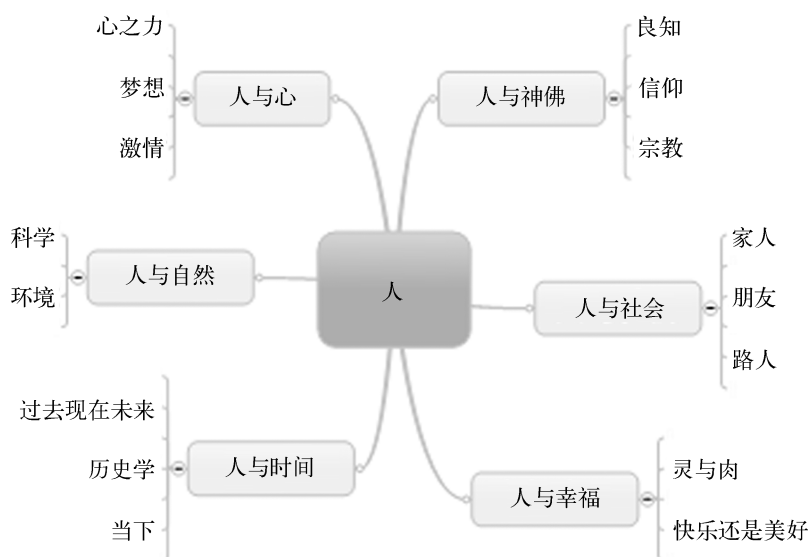 心之力
梦想
激情
人与心
人与神佛
良知
信仰
宗教
科学
环境
人与自然
人
人与社会
家人
朋友
路人
过去现在未来
历史学
当下
人与时间
人与幸福
灵与肉
快乐还是美好